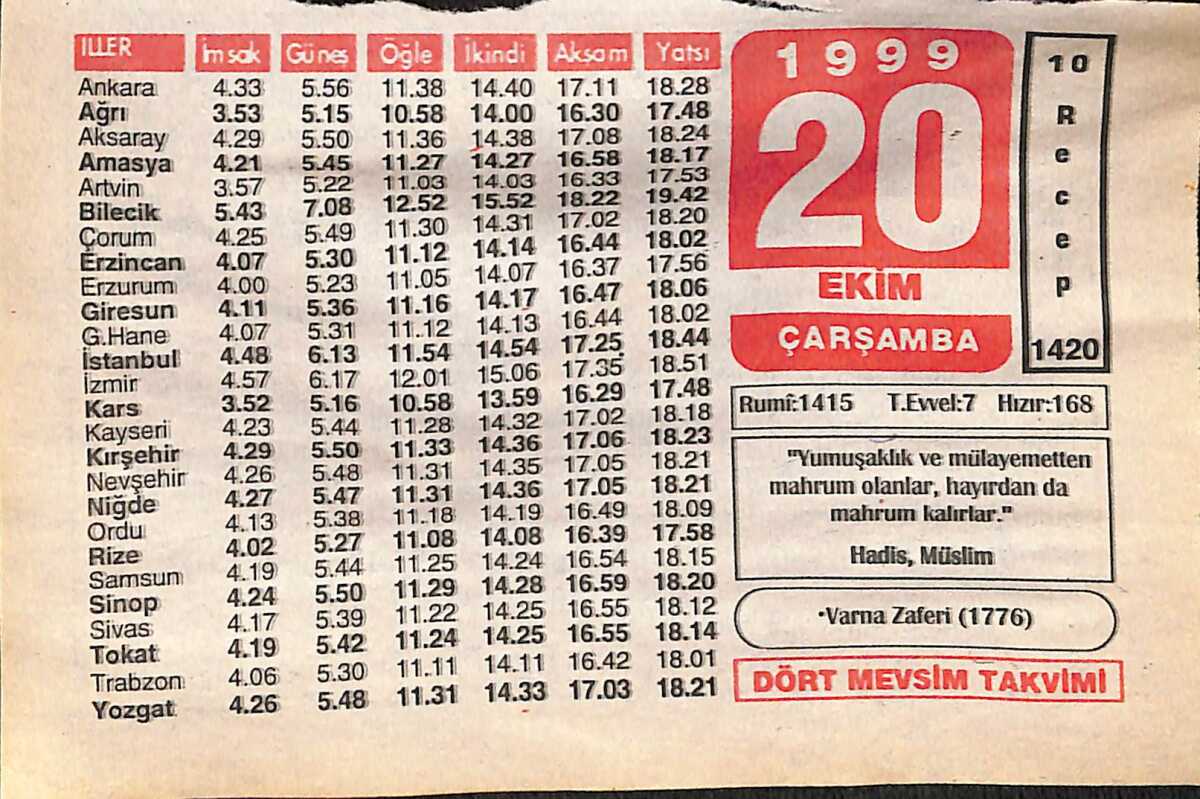 İLLER İmsak Güneş Öğle İkindi Akşam Yatsı
Ankara 4.33 5.56 11.38 14.40 17.11 18.28
Ağrı 3.53 5.15 10.58 14.00 16.30 17.48
Aksaray 4.29 5.50 11.36 14.38 17.08 18.24
Amasya 4.21 5.45 11.27 14.27 16.58 18.17
Artvin 3.57 5.22 11.03 14.03 16.33 17.53
Bilecik 5.43 7.08 12.52 15.52 18.22 19.42
Çorum 4.25 5.49 11.30 14.31 17.02 18.20
Erzincan 4.07 5.30 11.12 14.14 16.44 18.02
Erzurum 4.00 5.23 11.05 14.07 16.37 17.56
Giresun 4.11 5.36 11.16 14.17 16.47 18.06
G.Hane 4.07 5.31 11.12 14.13 16.44 18.02
İstanbul 4.48 6.13 11.54 14.54 17.25 18.44
İzmir 4.57 6.17 12.01 15.06 17.35 18.51
Kars 3.52 5.16 10.58 13.59 16.29 17.48
Kayseri 4.23 5.44 11.28 14.32 17.02 18.18
Kırşehir 4.29 5.50 11.33 14.36 17.06 18.23
Nevşehir 4.26 5.48 11.31 14.35 17.05 18.21
Niğde 4.27 5.47 11.31 14.36 17.05 18.21
Ordu 4.13 5.38 11.18 14.19 16.49 18.09
Rize 4.02 5.27 11.08 14.08 16.39 17.58
Samsun 4.19 5.44 11.25 14.24 16.54 18.15
Sinop 4.24 5.50 11.29 14.28 16.59 18.20
Sivas 4.17 5.39 11.22 14.25 16.55 18.12
Tokat 4.19 5.42 11.24 14.25 16.55 18.14
Trabzon 4.06 5.30 11.11 14.11 16.42 18.01
Yozgat 4.26 5.48 11.31 14.33 17.03 18.21
1999
20
EKİM
ÇARŞAMBA
10
Recep
1420
Rumî:1415 T.Evvel:7 Hızır:168
"Yumuşaklık ve mülayemetten
mahrum olanlar, hayırdan da
mahrum kalırlar."
Hadis, Müslim
•Varna Zaferi (1776)
DÖRT MEVSİM TAKVİMİ